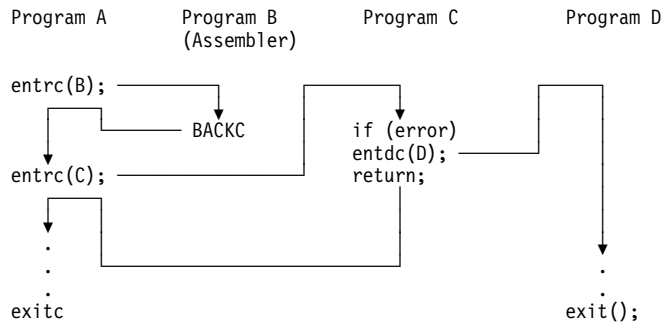 Program A Program B Program C Program D
(Assembler)
entrc(B);
BACKC if (error)
entdc(D);
entrc(C); return;
.
. .
. .
exitc exit();